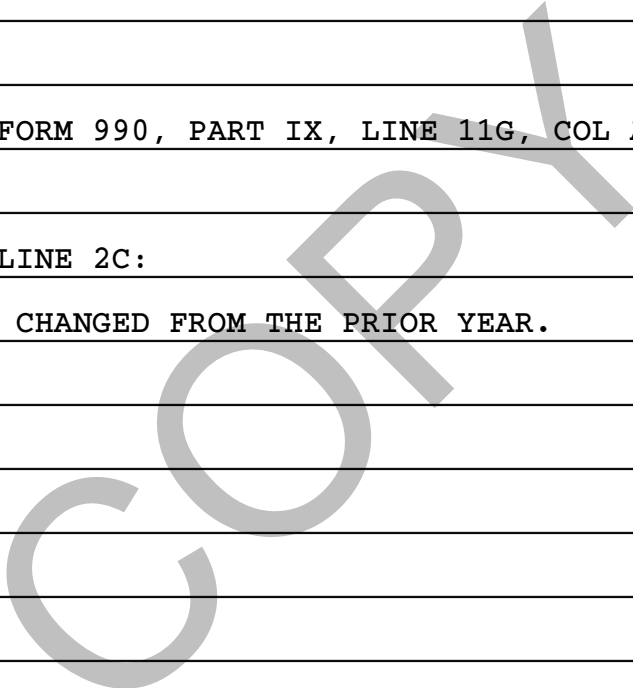 FORM 990, PART IX, LINE 11G, COL
LINE 2C:
CHANGED FROM THE PRIOR YEAR.
COPY